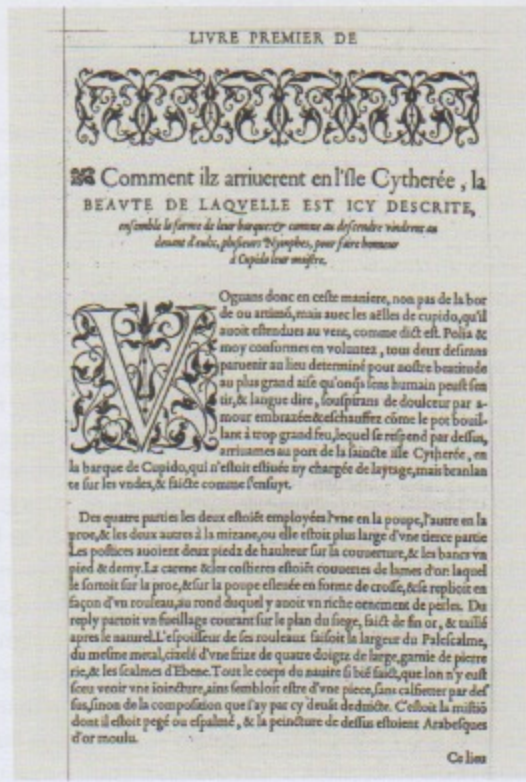 LIVRE PREMIER DE
Comment ilz arriuerent en l'isle Cytherée, la
BEAVTE DE LAQVELLE EST ICY DESCRITE,
ensemble la forme de leur barque: & comme au descendre vindrent au
deuant d'eulx, plusieurs Nymphes, pour faire honneur
à Cupido leur maistre.
VOguans donc en ceste maniere, non pas de la bor
de ou artimõ, mais auec les aëlles de cupido, qu'il
auoit estendues au vent, comme dict est. Polia &
moy conformes en voluntez, tous deux desirans
paruenir au lieu determiné pour nostre beatitude
au plus grand aise qu'onqs sens humain peust sen
tir, & langue dire, souspirans de doulceur par a-
mour embrazée & eschauffez cõme le pot bouil-
lant à trop grand feu, lequel se respend par dessus,
arriuames au port de la saincte isle Cytherée, en
la barque de Cupido, qui n'estoit estiuée ny chargée de laytage, mais branlan
te sur les vndes, & faicte comme s'ensuyt.
Des quatre parties les deux estoiẽt employées l'vne en la poupe, l'autre en la
proe, & les deux autres à la mizane, ou elle estoit plus large d'vne tierce partie
Les postices auoient deux piedz de haulteur sur la couuerture, & les bancs vn
pied & demy. La carene & les costieres estoiẽt couuertes de lames d'or: laquel
le sortoit sur la proe, & sur la poupe esleuée en forme de crosse, & se replioit en
façon d'vn rouleau, au rond duquel y auoit vn riche ornement de perles. Du
reply partoit vn fueillage courant sur le plan du siege, faict de fin or, & taillé
apres le naturel. L'espoisseur de ses rouleaux faisoit la largeur du Palescalme,
du mesme metal, cizelé d'vne frize de quatre doigtz de large, garnie de pierre
rie, & les scalmes d'Ebene. Tout le corps du nauire si biẽ faict, que lon n'y eust
sceu venir vne ioincture, ains sembloit estre d'vne piece, sans calfetter par des
sus, sinon de la composition que i'ay par cy deuãt deduicte. C'estoit la mistiõ
dont il estoit pegé ou espalmé, & la peincture de dessus estoient Arabesques
d'or moulu.
Ce lieu